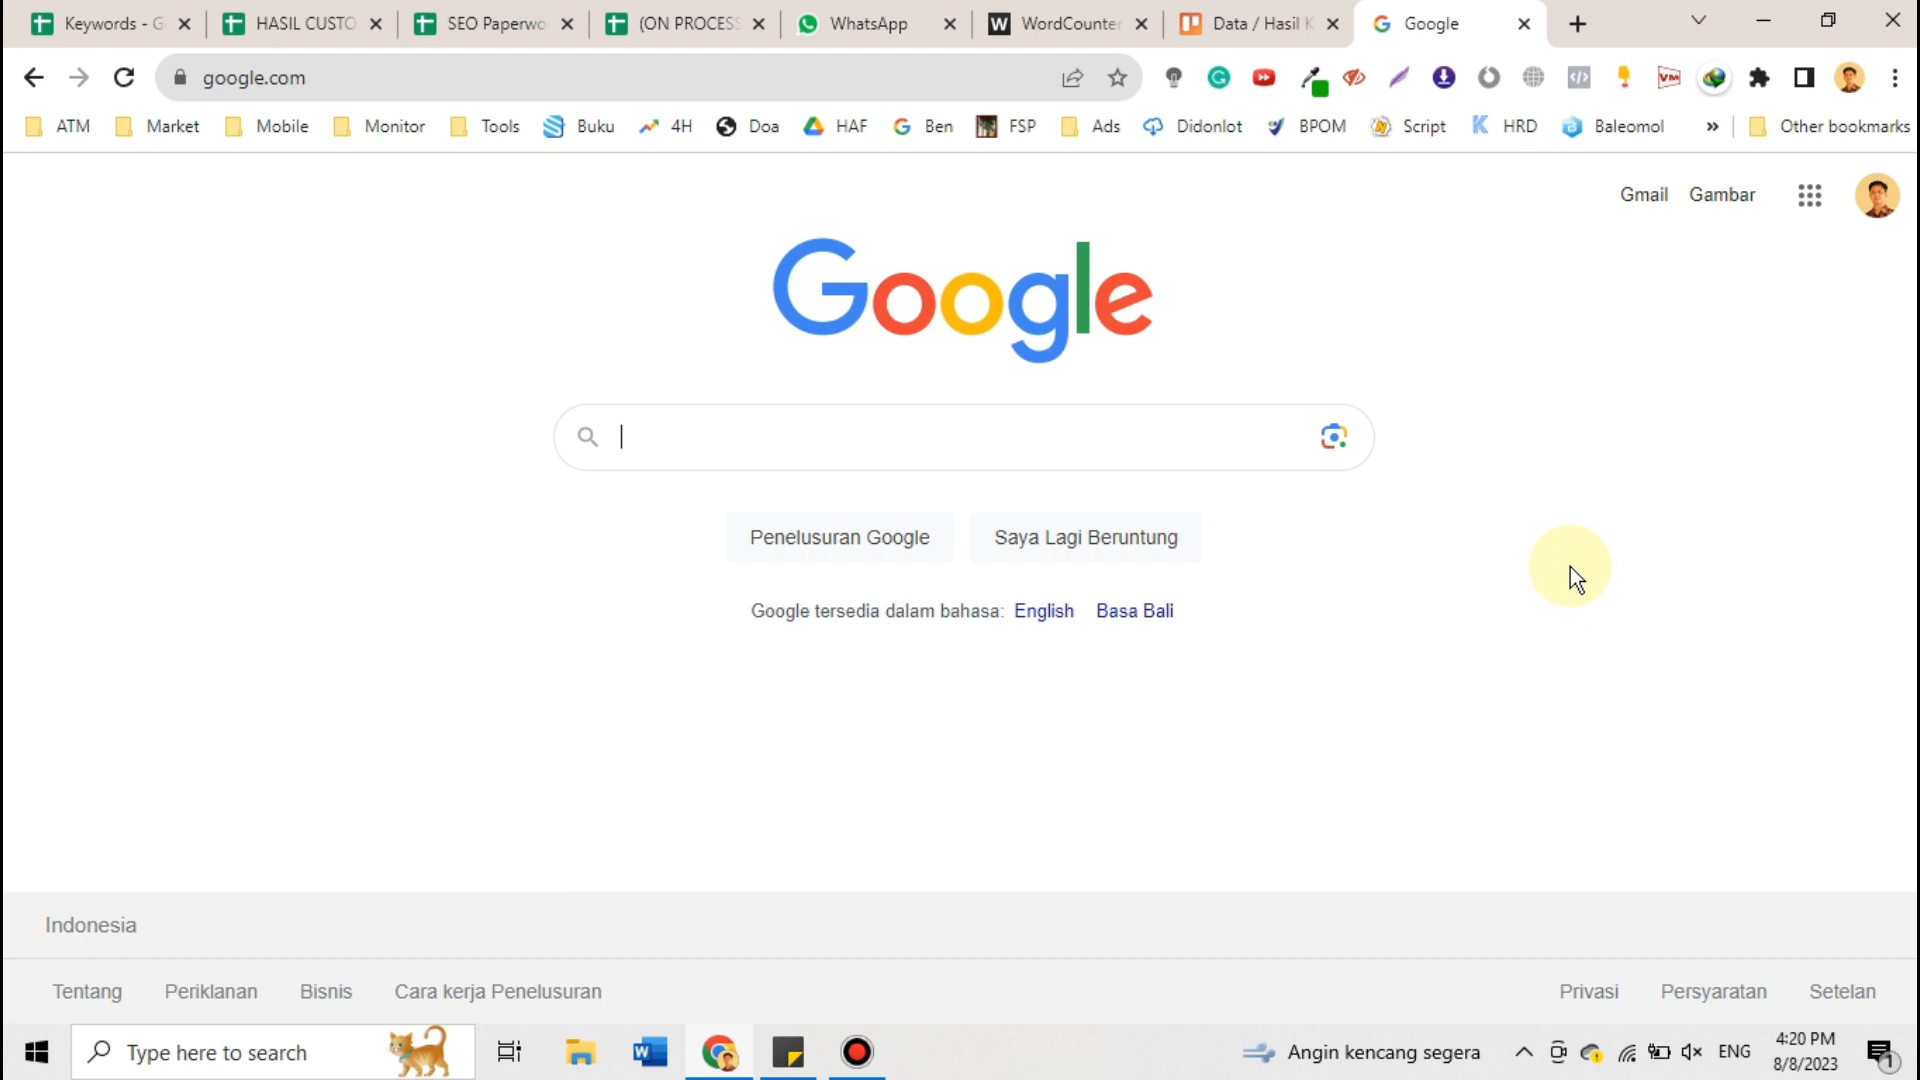 Keywords - G
HASIL CUSTO
SEO Paperwo
(ON PROCESS
WhatsApp
WordCounter
Data / Hasil K
Google
google.com
ATM
Market
Mobile
Monitor
Tools
Buku
4H
Doa
HAF
Ben
FSP
Ads
Didonlot
BPOM
Script
HRD
Baleomol
»
Other bookmarks
Gmail
Gambar
Google
Penelusuran Google
Saya Lagi Beruntung
Google tersedia dalam bahasa: English Basa Bali
Indonesia
Tentang
Periklanan
Bisnis
Cara kerja Penelusuran
Privasi
Persyaratan
Setelan
Type here to search
Angin kencang segera
ENG
4:20 PM
8/8/2023
1